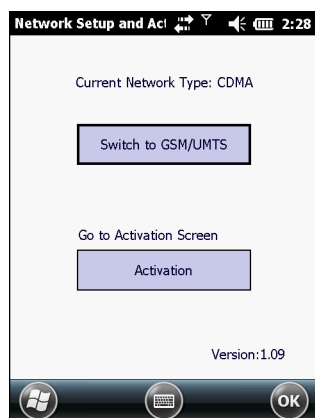 Network Setup and Act 2:28
Current Network Type: CDMA
Switch to GSM/UMTS
Go to Activation Screen
Activation
Version:1.09
OK